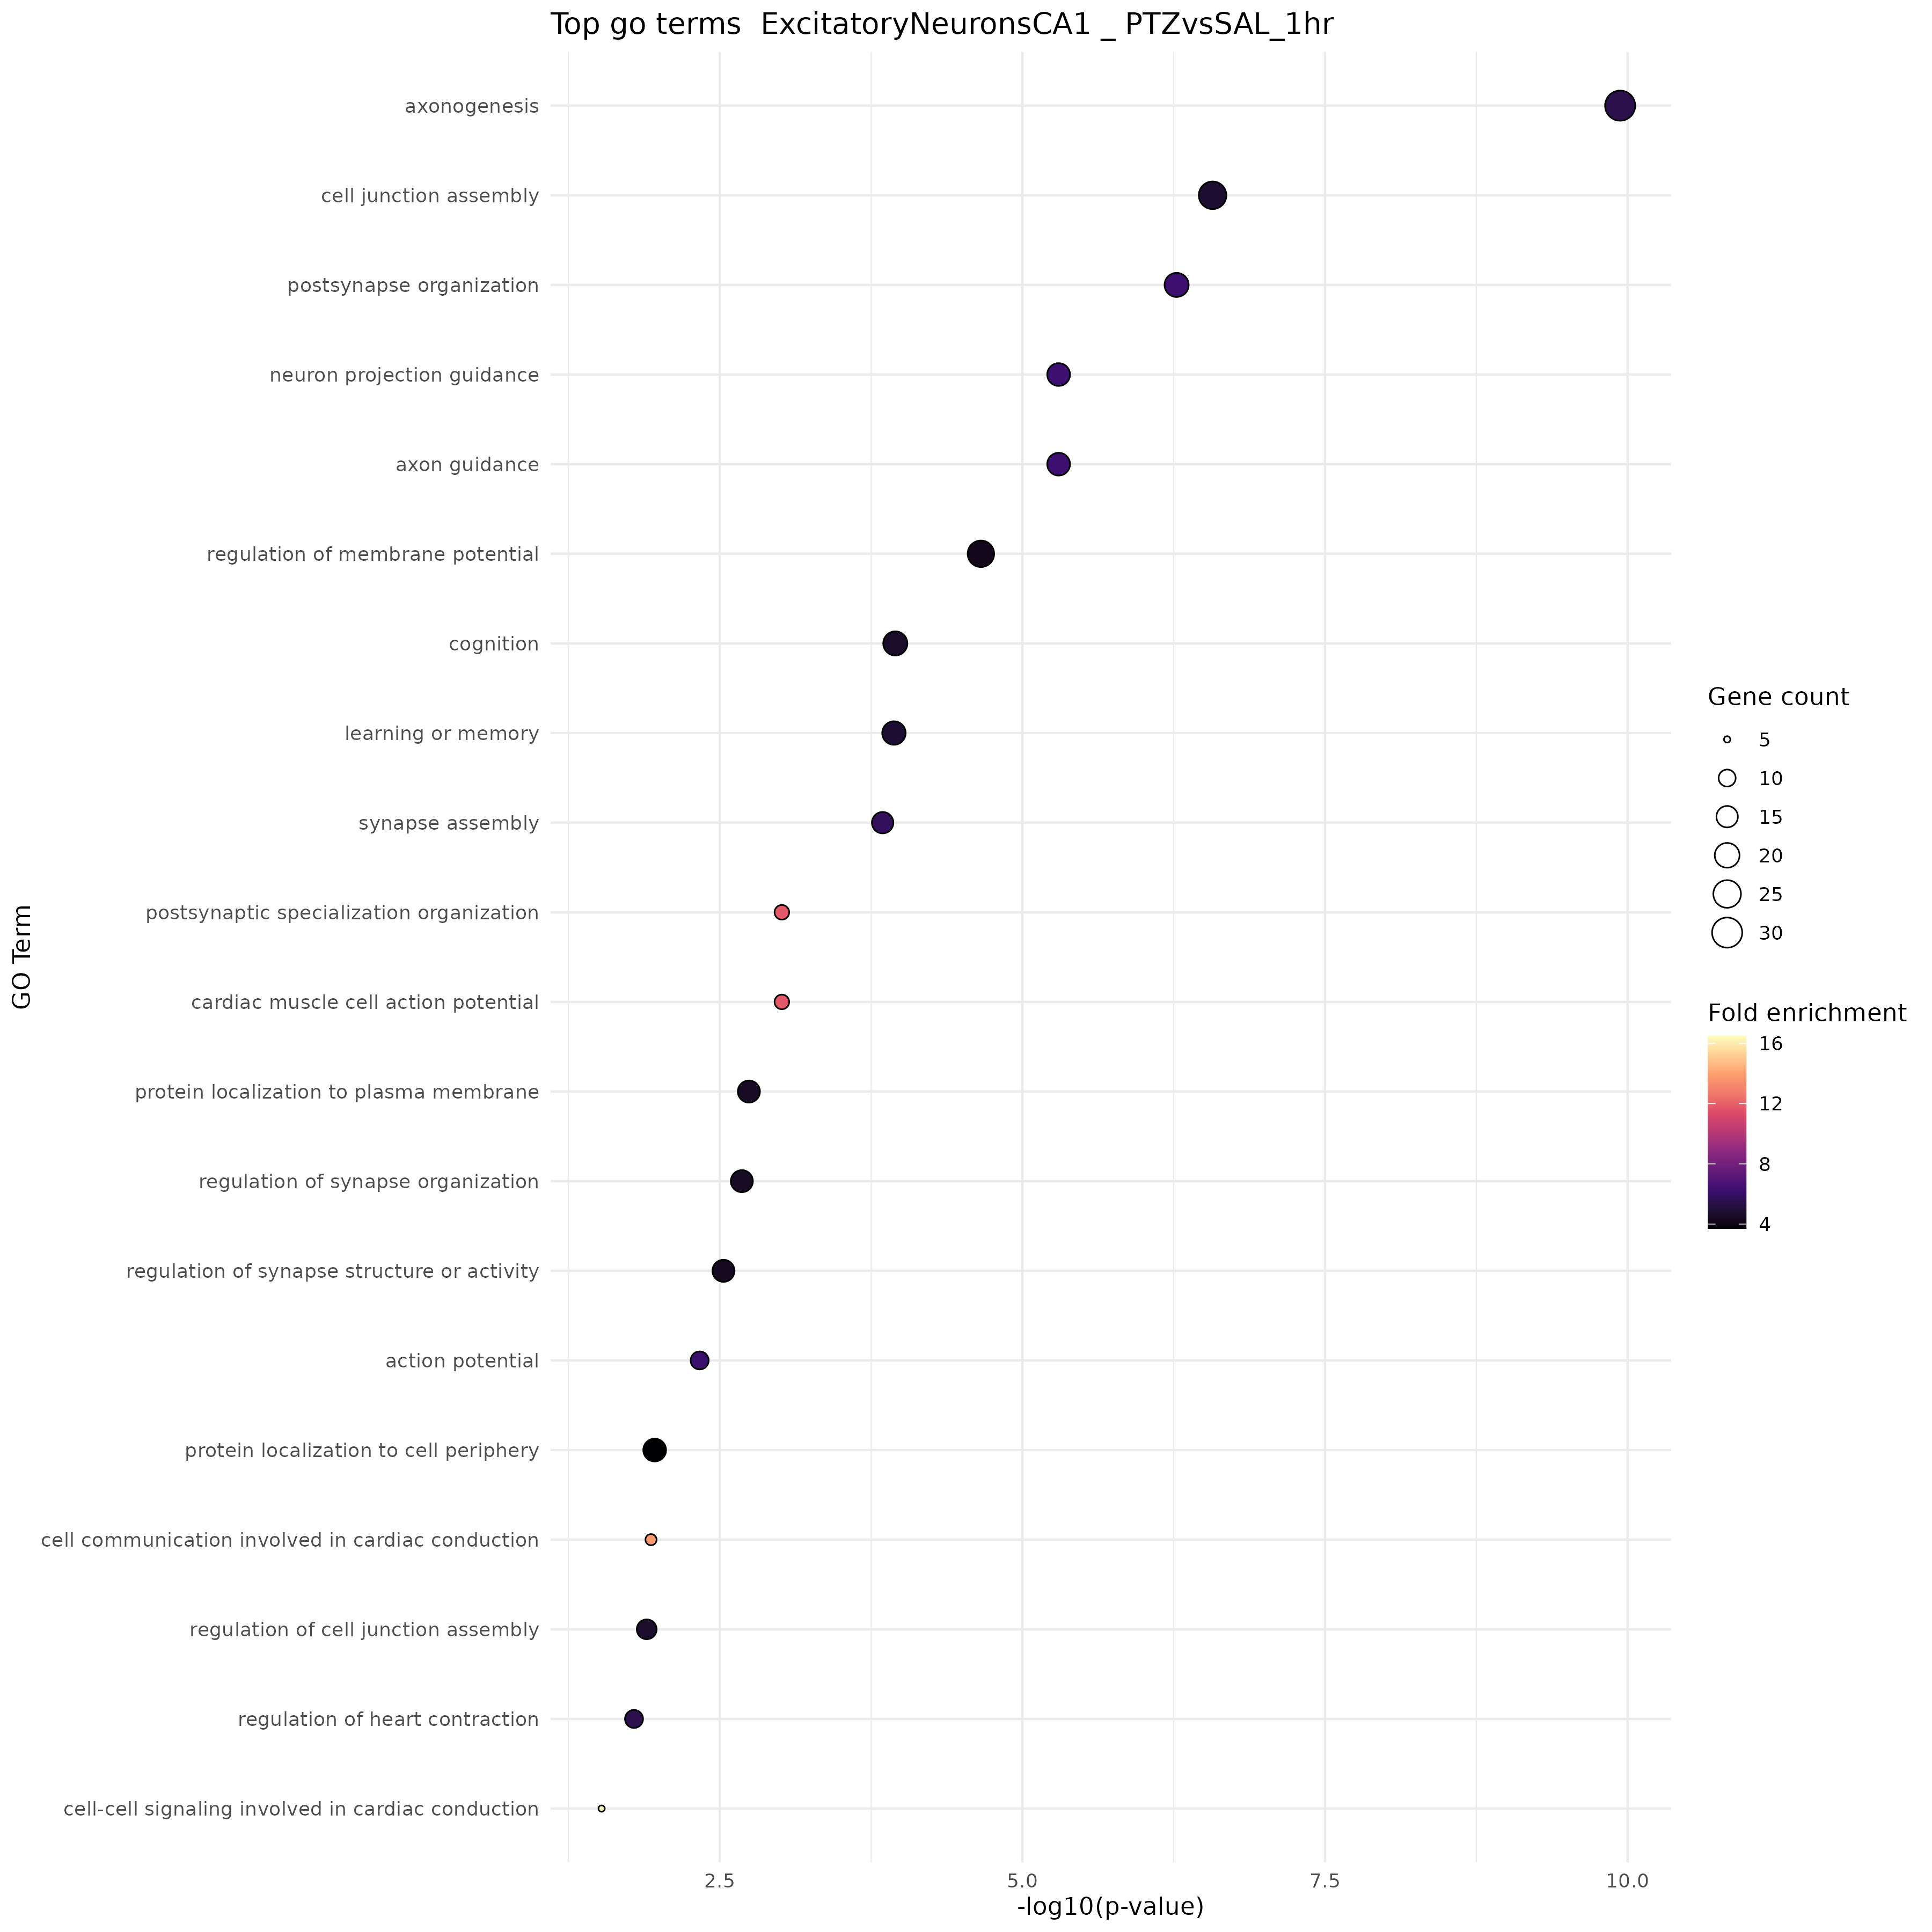 Top go terms  ExcitatoryNeuronsCA1 _ PTZvsSAL_1hr
axonogenesis
cell junction assembly
postsynapse organization
neuron projection guidance
axon guidance
regulation of membrane potential
cognition
learning or memory
synapse assembly
postsynaptic specialization organization
cardiac muscle cell action potential
protein localization to plasma membrane
regulation of synapse organization
regulation of synapse structure or activity
action potential
protein localization to cell periphery
cell communication involved in cardiac conduction
regulation of cell junction assembly
regulation of heart contraction
cell-cell signaling involved in cardiac conduction
GO Term
2.5
5.0
7.5
10.0
-log10(p-value)
Gene count
5
10
15
20
25
30
Fold enrichment
16
12
8
4